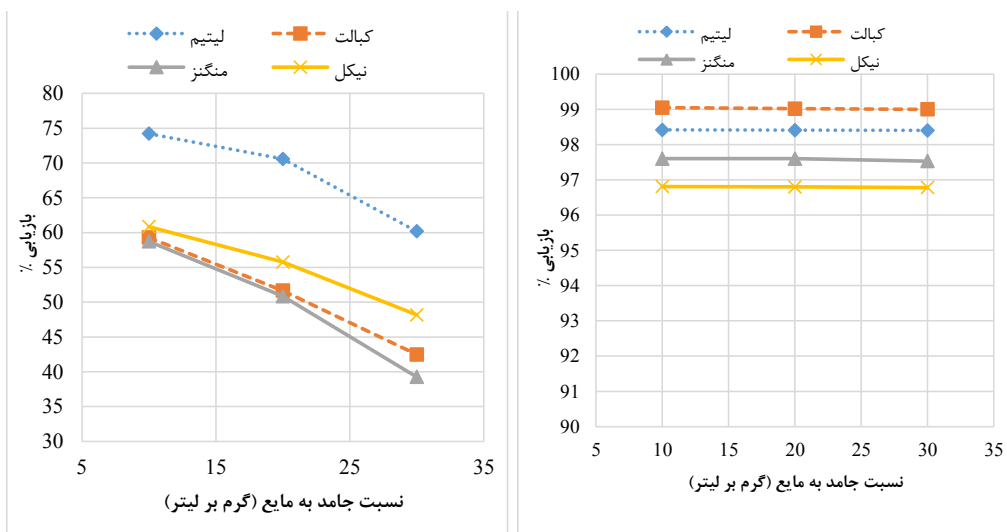 لیتیم کبالت
منگنز نیکل
80
75
70
65
60
55
50
45
40
35
30
5 15 25 35
بازیابی %
نسبت جامد به مایع (گرم بر لیتر)
لیتیم کبالت
منگنز نیکل
100
99
98
97
96
95
94
93
92
91
90
5 10 15 20 25 30 35
بازیابی %
نسبت جامد به مایع (گرم بر لیتر)